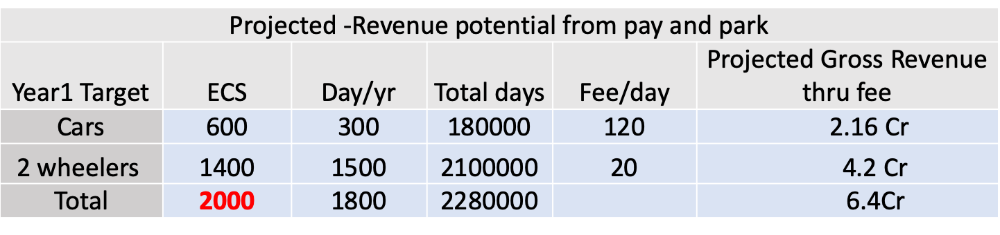 Projected -Revenue potential from pay and park
Year1 Target ECS Day/yr Total days Fee/day Projected Gross Revenue
thru fee
Cars 600 300 180000 120 2.16 Cr
2 wheelers 1400 1500 2100000 20 4.2 Cr
Total 2000 1800 2280000 6.4Cr